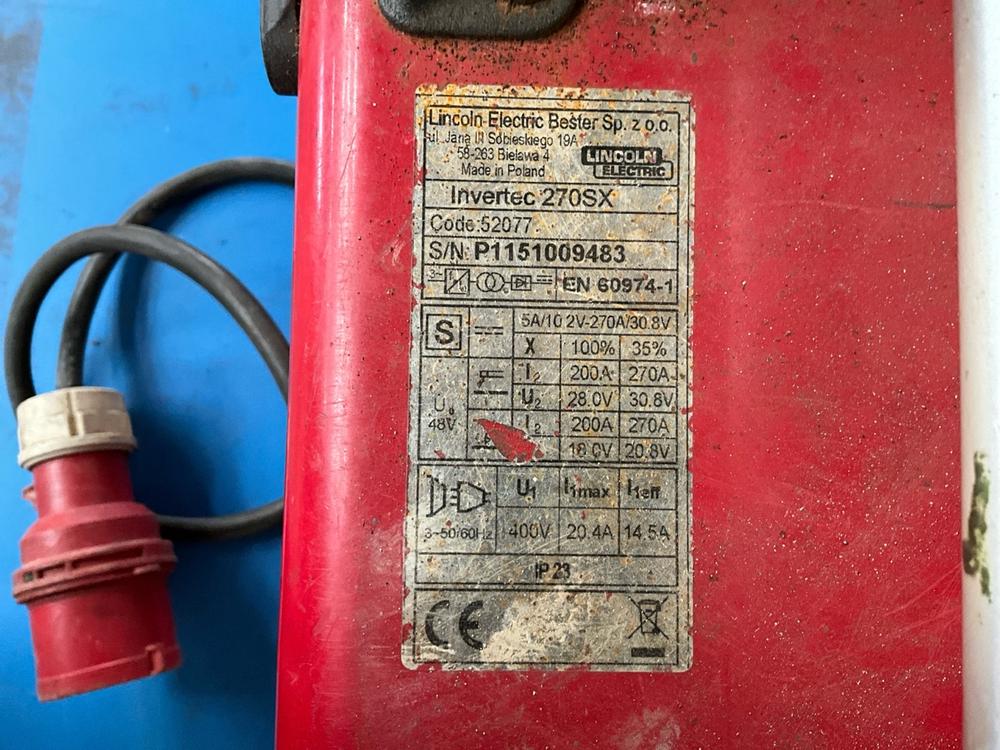 Lincoln Electric Bester Sp. z o.o.
ul. Jana III Sobieskiego 19A
58-263 Bielawa 4
Made in Poland
LINCOLN
ELECTRIC
Invertec 270SX
Code:52077
S/N: P1151009483
3~ EN 60974-1
S 5A/10.2V-270A/30.8V
X 100% 35%
I2 200A 270A
U2 28.0V 30.8V
U0 48V
I2 200A 270A
18.0V 20.8V
U1 I1max I1eff
3~50/60Hz 400V 20.4A 14.5A
IP 23
CE